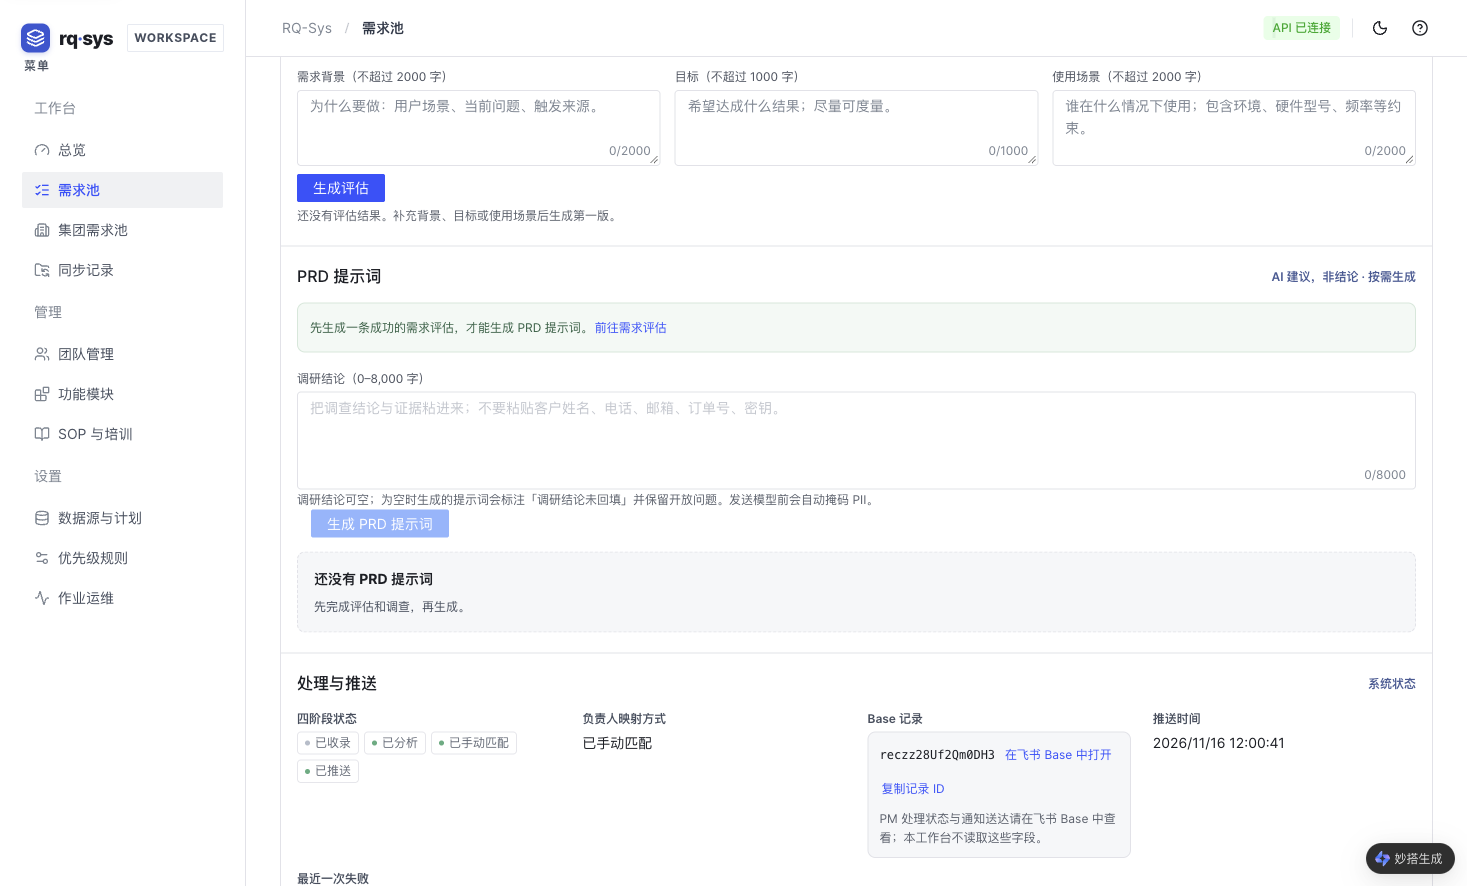 rq·sys
WORKSPACE
菜单
工作台
总览
需求池
集团需求池
同步记录
管理
团队管理
功能模块
SOP 与培训
设置
数据源与计划
优先级规则
作业运维
RQ-Sys / 需求池
API 已连接
需求背景（不超过 2000 字）
为什么要做：用户场景、当前问题、触发来源。
0/2000
目标（不超过 1000 字）
希望达成什么结果；尽量可度量。
0/1000
使用场景（不超过 2000 字）
谁在什么情况下使用；包含环境、硬件型号、频率等约
束。
0/2000
生成评估
还没有评估结果。补充背景、目标或使用场景后生成第一版。
PRD 提示词
AI 建议，非结论 · 按需生成
先生成一条成功的需求评估，才能生成 PRD 提示词。 前往需求评估
调研结论（0–8,000 字）
把调查结论与证据粘进来；不要粘贴客户姓名、电话、邮箱、订单号、密钥。
0/8000
调研结论可空；为空时生成的提示词会标注「调研结论未回填」并保留开放问题。发送模型前会自动掩码 PII。
生成 PRD 提示词
还没有 PRD 提示词
先完成评估和调查，再生成。
处理与推送
系统状态
四阶段状态
已收录
已分析
已手动匹配
已推送
负责人映射方式
已手动匹配
Base 记录
reczz28Uf2Qm0DH3 在飞书 Base 中打开
复制记录 ID
PM 处理状态与通知送达请在飞书 Base 中查
看；本工作台不读取这些字段。
推送时间
2026/11/16 12:00:41
最近一次失败
妙搭生成